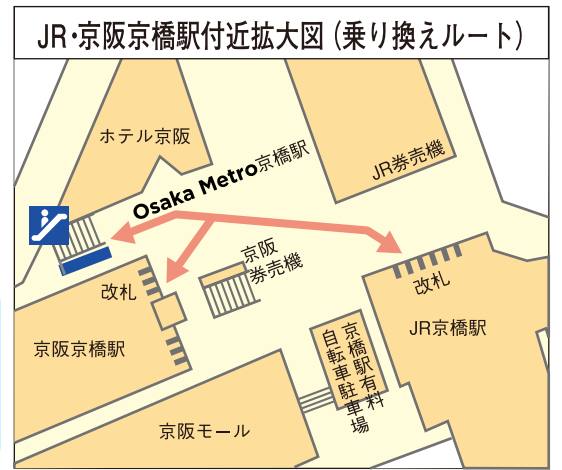 JR・京阪京橋駅付近拡大図（乗り換えルート）
ホテル京阪
Osaka Metro京橋駅
JR券売機
京阪
券売機
改札
改札
京阪京橋駅
JR京橋駅
京橋駅有料
自転車駐車場
京阪モール